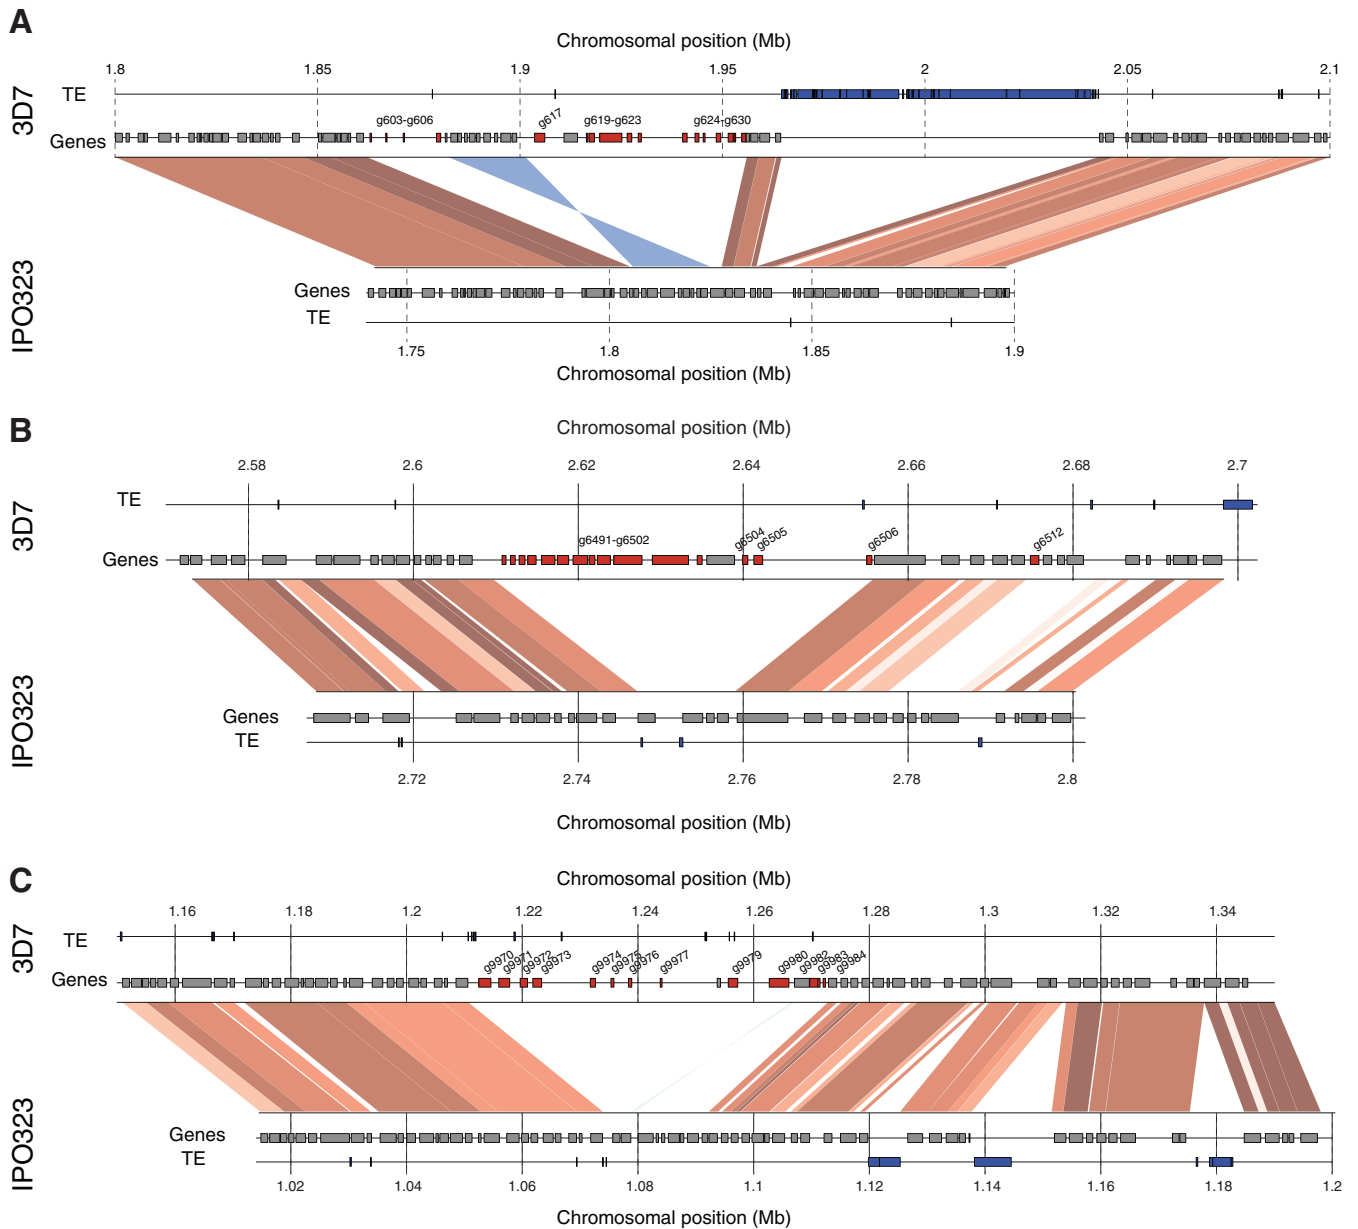 A
Chromosomal position (Mb)
1.8 1.85 1.9 1.95 2 2.05 2.1
3D7
TE
g603-g606 g617 g619-g623 g624-g630
Genes
IPO323
Genes
TE
1.75 1.8 1.85 1.9
Chromosomal position (Mb)
B
Chromosomal position (Mb)
2.58 2.6 2.62 2.64 2.66 2.68 2.7
3D7
TE
g6491-g6502 g6504 g6505 g6506 g6512
Genes
IPO323
Genes
TE
2.72 2.74 2.76 2.78 2.8
Chromosomal position (Mb)
C
Chromosomal position (Mb)
1.16 1.18 1.2 1.22 1.24 1.26 1.28 1.3 1.32 1.34
3D7
TE
g9970 g9971 g9972 g9973 g9974 g9975 g9976 g9977 g9979 g9980 g9982 g9983 g9984
Genes
IPO323
Genes
TE
1.02 1.04 1.06 1.08 1.1 1.12 1.14 1.16 1.18 1.2
Chromosomal position (Mb)